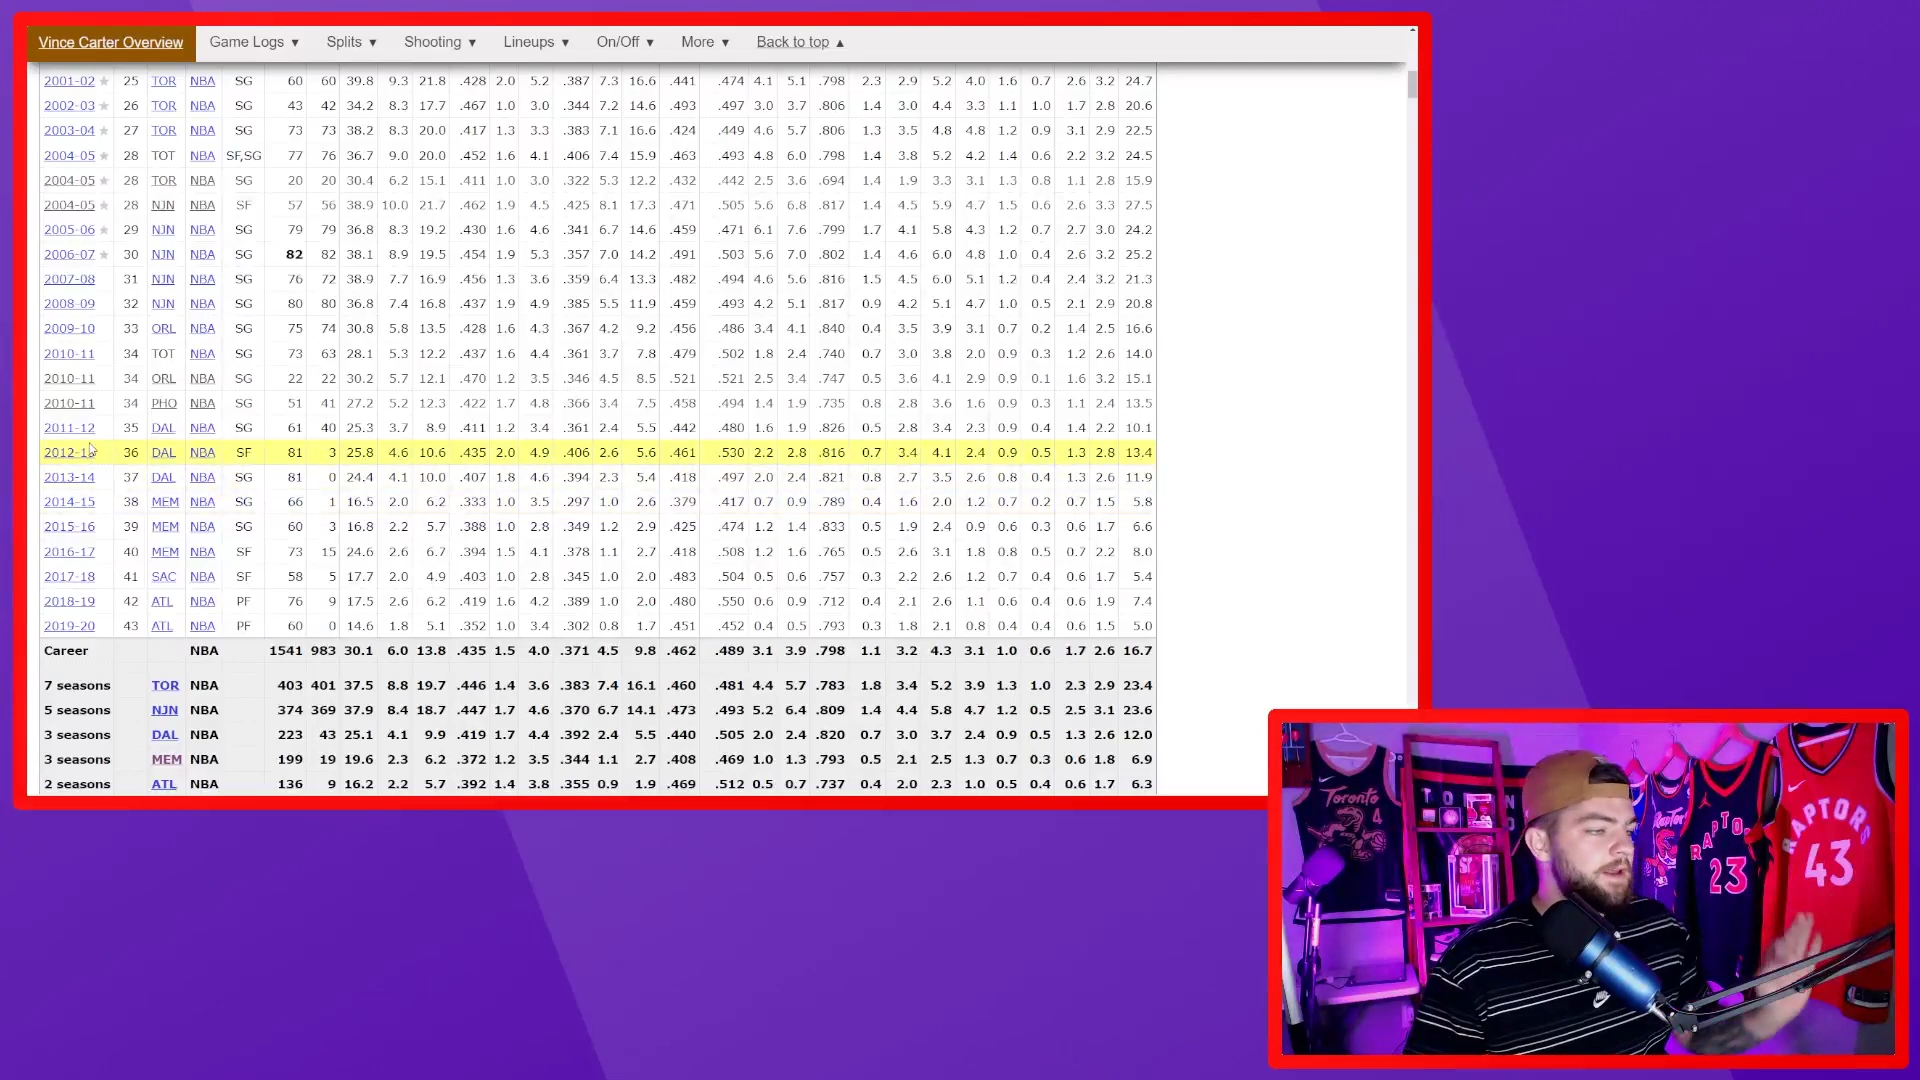 Vince Carter Overview Game Logs ▼ Splits ▼ Shooting ▼ Lineups ▼ On/Off ▼ More ▼ Back to top ▲
2001-02 ★ 25 TOR NBA SG 60 60 39.8 9.3 21.8 .428 2.0 5.2 .387 7.3 16.6 .441 .474 4.1 5.1 .798 2.3 2.9 5.2 4.0 1.6 0.7 2.6 3.2 24.7
2002-03 ★ 26 TOR NBA SG 43 42 34.2 8.3 17.7 .467 1.0 3.0 .344 7.2 14.6 .493 .497 3.0 3.7 .806 1.4 3.0 4.4 3.3 1.1 1.0 1.7 2.8 20.6
2003-04 ★ 27 TOR NBA SG 73 73 38.2 8.3 20.0 .417 1.3 3.3 .383 7.1 16.6 .424 .449 4.6 5.7 .806 1.3 3.5 4.8 4.8 1.2 0.9 3.1 2.9 22.5
2004-05 ★ 28 TOT NBA SF,SG 77 76 36.7 9.0 20.0 .452 1.6 4.1 .406 7.4 15.9 .463 .493 4.8 6.0 .798 1.4 3.8 5.2 4.2 1.4 0.6 2.2 3.2 24.5
2004-05 ★ 28 TOR NBA SG 20 20 30.4 6.2 15.1 .411 1.0 3.0 .322 5.3 12.2 .432 .442 2.5 3.6 .694 1.4 1.9 3.3 3.1 1.3 0.8 1.1 2.8 15.9
2004-05 ★ 28 NJN NBA SF 57 56 38.9 10.0 21.7 .462 1.9 4.5 .425 8.1 17.3 .471 .505 5.6 6.8 .817 1.4 4.5 5.9 4.7 1.5 0.6 2.6 3.3 27.5
2005-06 ★ 29 NJN NBA SG 79 79 36.8 8.3 19.2 .430 1.6 4.6 .341 6.7 14.6 .459 .471 6.1 7.6 .799 1.7 4.1 5.8 4.3 1.2 0.7 2.7 3.0 24.2
2006-07 ★ 30 NJN NBA SG 82 82 38.1 8.9 19.5 .454 1.9 5.3 .357 7.0 14.2 .491 .503 5.6 7.0 .802 1.4 4.6 6.0 4.8 1.0 0.4 2.6 3.2 25.2
2007-08 31 NJN NBA SG 76 72 38.9 7.7 16.9 .456 1.3 3.6 .359 6.4 13.3 .482 .494 4.6 5.6 .816 1.5 4.5 6.0 5.1 1.2 0.4 2.4 3.2 21.3
2008-09 32 NJN NBA SG 80 80 36.8 7.4 16.8 .437 1.9 4.9 .385 5.5 11.9 .459 .493 4.2 5.1 .817 0.9 4.2 5.1 4.7 1.0 0.5 2.1 2.9 20.8
2009-10 33 ORL NBA SG 75 74 30.8 5.8 13.5 .428 1.6 4.3 .367 4.2 9.2 .456 .486 3.4 4.1 .840 0.4 3.5 3.9 3.1 0.7 0.2 1.4 2.5 16.6
2010-11 34 TOT NBA SG 73 63 28.1 5.3 12.2 .437 1.6 4.4 .361 3.7 7.8 .479 .502 1.8 2.4 .740 0.7 3.0 3.8 2.0 0.9 0.3 1.2 2.6 14.0
2010-11 34 ORL NBA SG 22 22 30.2 5.7 12.1 .470 1.2 3.5 .346 4.5 8.5 .521 .521 2.5 3.4 .747 0.5 3.6 4.1 2.9 0.9 0.1 1.6 3.2 15.1
2010-11 34 PHO NBA SG 51 41 27.2 5.2 12.3 .422 1.7 4.8 .366 3.4 7.5 .458 .494 1.4 1.9 .735 0.8 2.8 3.6 1.6 0.9 0.3 1.1 2.4 13.5
2011-12 35 DAL NBA SG 61 40 25.3 3.7 8.9 .411 1.2 3.4 .361 2.4 5.5 .442 .480 1.6 1.9 .826 0.5 2.8 3.4 2.3 0.9 0.4 1.4 2.2 10.1
2012-13 36 DAL NBA SF 81 3 25.8 4.6 10.6 .435 2.0 4.9 .406 2.6 5.6 .461 .530 2.2 2.8 .816 0.7 3.4 4.1 2.4 0.9 0.5 1.3 2.8 13.4
2013-14 37 DAL NBA SG 81 0 24.4 4.1 10.0 .407 1.8 4.6 .394 2.3 5.4 .418 .497 2.0 2.4 .821 0.8 2.7 3.5 2.6 0.8 0.4 1.3 2.6 11.9
2014-15 38 MEM NBA SG 66 1 16.5 2.0 6.2 .333 1.0 3.5 .297 1.0 2.6 .379 .417 0.7 0.9 .789 0.4 1.6 2.0 1.2 0.7 0.2 0.7 1.5 5.8
2015-16 39 MEM NBA SG 60 3 16.8 2.2 5.7 .388 1.0 2.8 .349 1.2 2.9 .425 .474 1.2 1.4 .833 0.5 1.9 2.4 0.9 0.6 0.3 0.6 1.7 6.6
2016-17 40 MEM NBA SF 73 15 24.6 2.6 6.7 .394 1.5 4.1 .378 1.1 2.7 .418 .508 1.2 1.6 .765 0.5 2.6 3.1 1.8 0.8 0.5 0.7 2.2 8.0
2017-18 41 SAC NBA SF 58 5 17.7 2.0 4.9 .403 1.0 2.8 .345 1.0 2.0 .483 .504 0.5 0.6 .757 0.3 2.2 2.6 1.2 0.7 0.4 0.6 1.7 5.4
2018-19 42 ATL NBA PF 76 9 17.5 2.6 6.2 .419 1.6 4.2 .389 1.0 2.0 .480 .550 0.6 0.9 .712 0.4 2.1 2.6 1.1 0.6 0.4 0.6 1.9 7.4
2019-20 43 ATL NBA PF 60 0 14.6 1.8 5.1 .352 1.0 3.4 .302 0.8 1.7 .451 .452 0.4 0.5 .793 0.3 1.8 2.1 0.8 0.4 0.4 0.6 1.5 5.0
Career NBA 1541 983 30.1 6.0 13.8 .435 1.5 4.0 .371 4.5 9.8 .462 .489 3.1 3.9 .798 1.1 3.2 4.3 3.1 1.0 0.6 1.7 2.6 16.7
7 seasons TOR NBA 403 401 37.5 8.8 19.7 .446 1.4 3.6 .383 7.4 16.1 .460 .481 4.4 5.7 .783 1.8 3.4 5.2 3.9 1.3 1.0 2.3 2.9 23.4
5 seasons NJN NBA 374 369 37.9 8.4 18.7 .447 1.7 4.6 .370 6.7 14.1 .473 .493 5.2 6.4 .809 1.4 4.4 5.8 4.7 1.2 0.5 2.5 3.1 23.6
3 seasons DAL NBA 223 43 25.1 4.1 9.9 .419 1.7 4.4 .392 2.4 5.5 .440 .505 2.0 2.4 .820 0.7 3.0 3.7 2.4 0.9 0.5 1.3 2.6 12.0
3 seasons MEM NBA 199 19 19.6 2.3 6.2 .372 1.2 3.5 .344 1.1 2.7 .408 .469 1.0 1.3 .793 0.5 2.1 2.5 1.3 0.7 0.3 0.6 1.8 6.9
2 seasons ATL NBA 136 9 16.2 2.2 5.7 .392 1.4 3.8 .355 0.9 1.9 .469 .512 0.5 0.7 .737 0.4 2.0 2.3 1.0 0.5 0.4 0.6 1.7 6.3
Toronto
4
RAPTO
23
RAPTORS
43